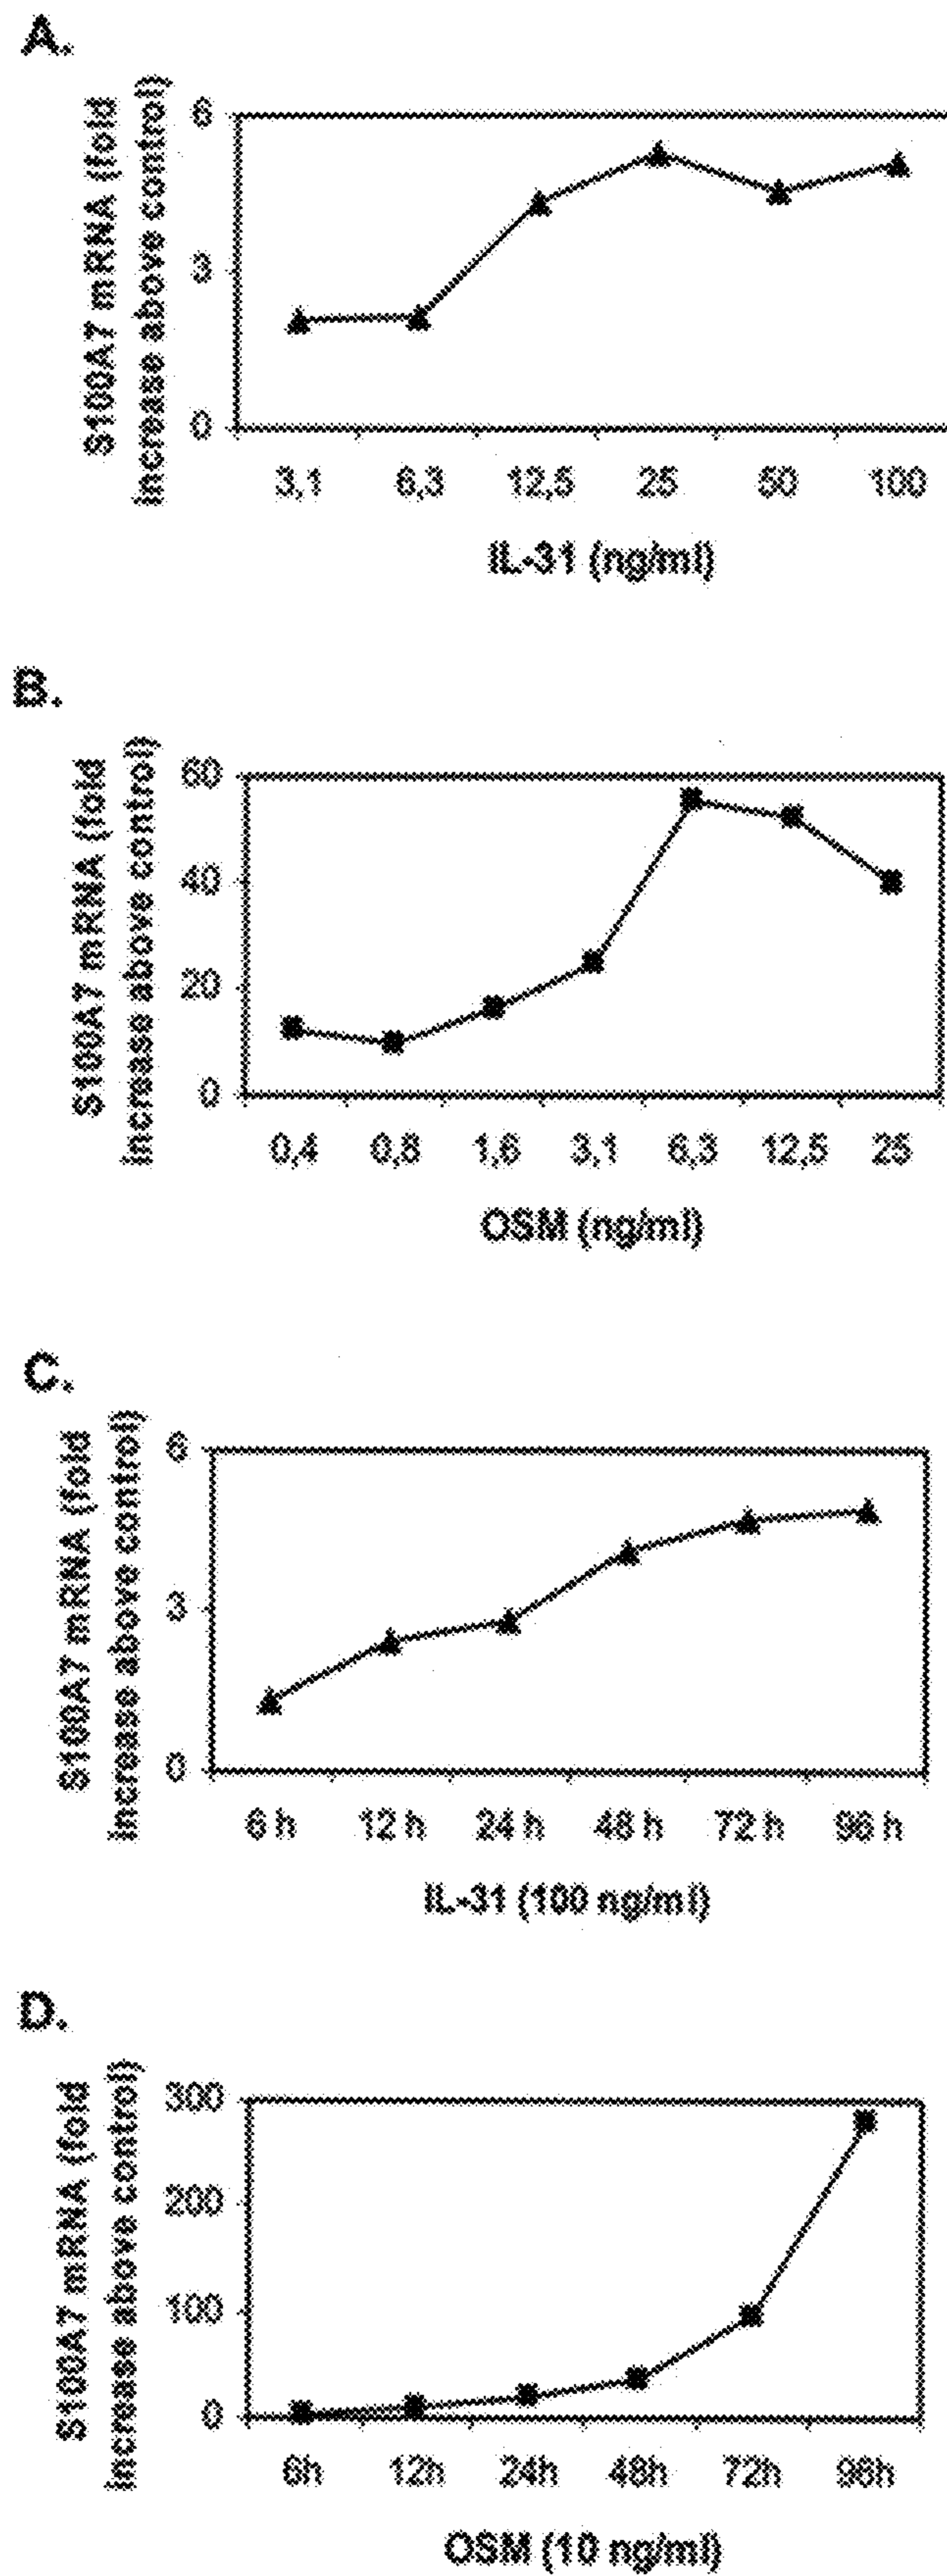 A.
S100A7 mRNA (fold
increase above control)
6
3
0
3,1 6,3 12,5 25 50 100
IL-31 (ng/ml)
B.
S100A7 mRNA (fold
increase above control)
60
40
20
0
0,4 0,8 1,6 3,1 6,3 12,5 25
OSM (ng/ml)
C.
S100A7 mRNA (fold
increase above control)
6
3
0
6 h 12 h 24 h 48 h 72 h 96 h
IL-31 (100 ng/ml)
D.
S100A7 mRNA (fold
increase above control)
300
200
100
0
6h 12h 24h 48h 72h 96h
OSM (10 ng/ml)